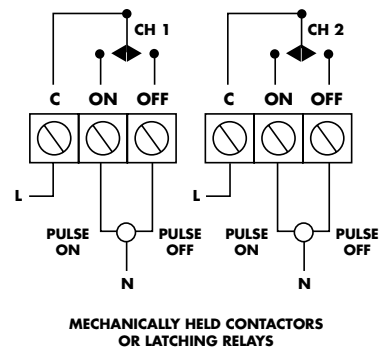 CH 1
CH 2
C ON OFF
C ON OFF
L
L
PULSE ON
PULSE OFF
PULSE ON
PULSE OFF
N
N
MECHANICALLY HELD CONTACTORS
OR LATCHING RELAYS